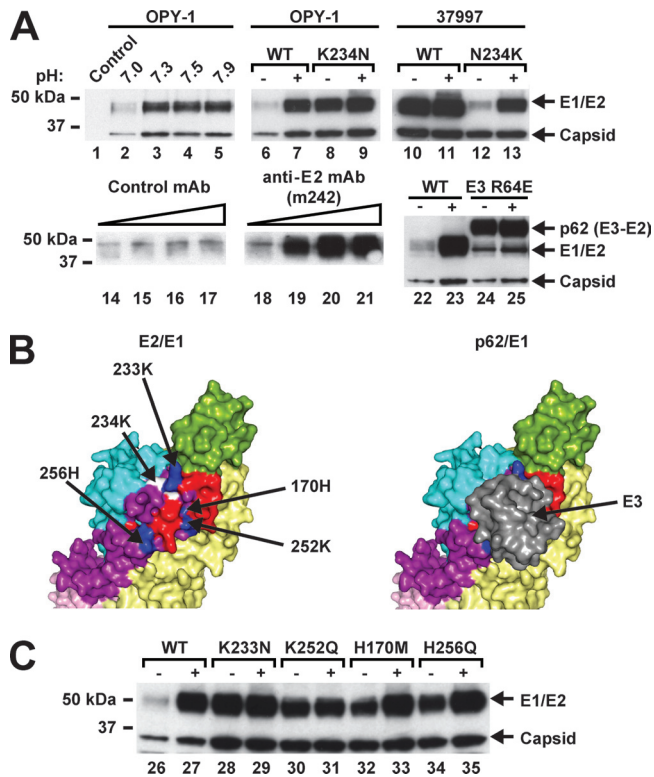 A
OPY-1 OPY-1 37997
pH: Control 7.0 7.3 7.5 7.9 WT K234N WT N234K
- + - + - + - +
50 kDa
37
E1/E2
Capsid
1 2 3 4 5 6 7 8 9 10 11 12 13
Control mAb anti-E2 mAb (m242) WT E3 R64E
- + - +
50 kDa
37
p62 (E3-E2)
E1/E2
Capsid
14 15 16 17 18 19 20 21 22 23 24 25
B
E2/E1 p62/E1
233K
234K
256H
170H
252K
E3
C
WT K233N K252Q H170M H256Q
- + - + - + - + - +
50 kDa
37
E1/E2
Capsid
26 27 28 29 30 31 32 33 34 35